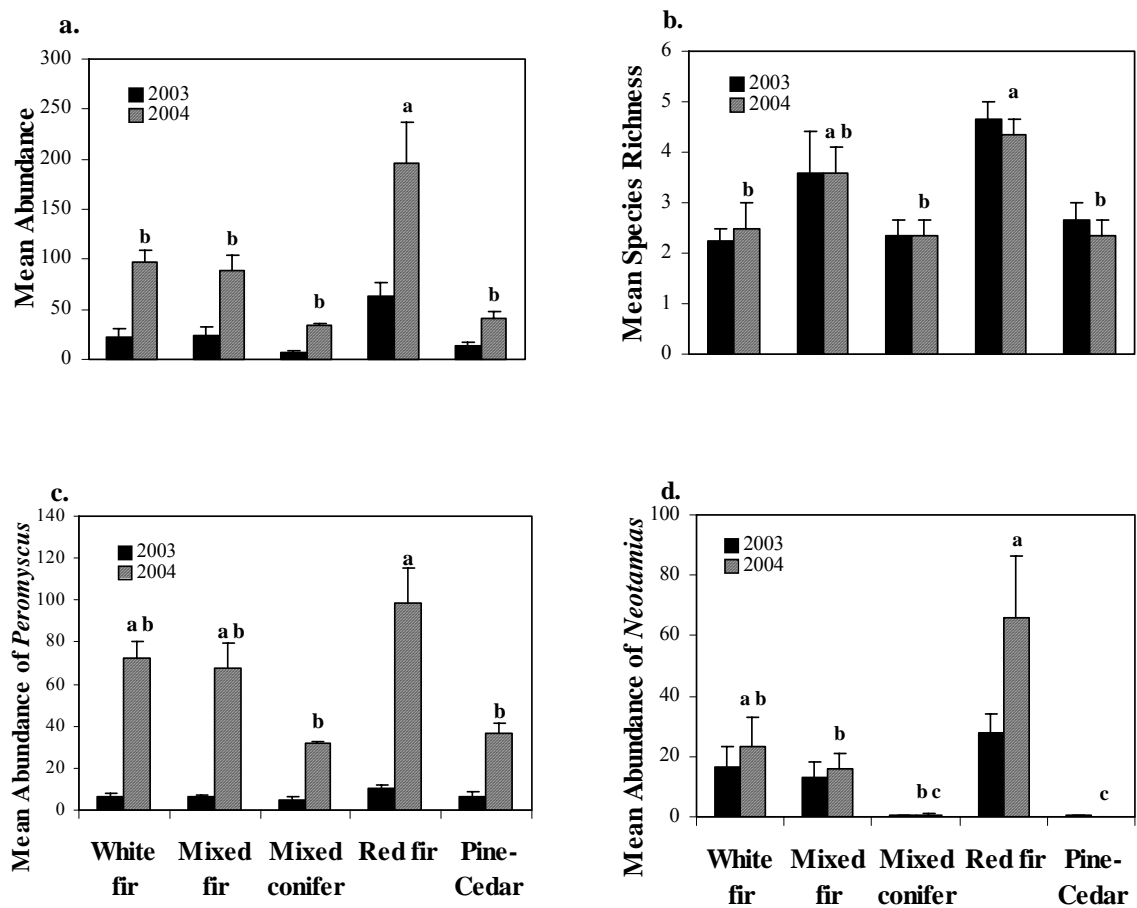 a.
Mean Abundance
300
250
200
150
100
50
0
2003
2004
b
b
b
a
b
b.
Mean Species Richness
6
5
4
3
2
1
0
2003
2004
b
a b
b
a
b
c.
Mean Abundance of Peromyscus
140
120
100
80
60
40
20
0
2003
2004
a b
a b
b
a
b
White
fir
Mixed
fir
Mixed
conifer
Red fir
Pine-
Cedar
d.
Mean Abundance of Neotamias
100
80
60
40
20
0
2003
2004
a b
b
b c
a
c
White
fir
Mixed
fir
Mixed
conifer
Red fir
Pine-
Cedar